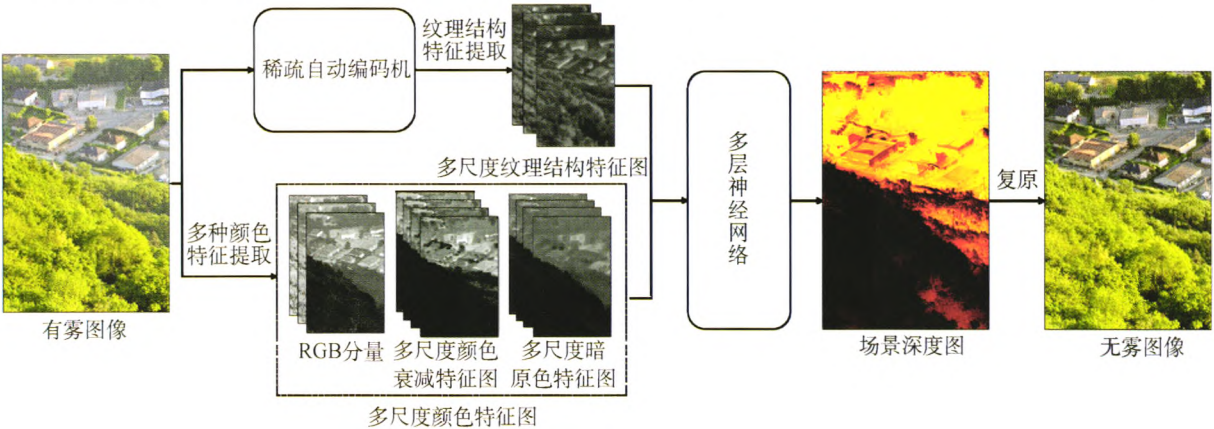 有雾图像
稀疏自动编码机
纹理结构
特征提取
多尺度纹理结构特征图
多种颜色
特征提取
RGB分量
多尺度颜色
衰减特征图
多尺度暗
原色特征图
多尺度颜色特征图
多层神经网络
场景深度图
复原
无雾图像